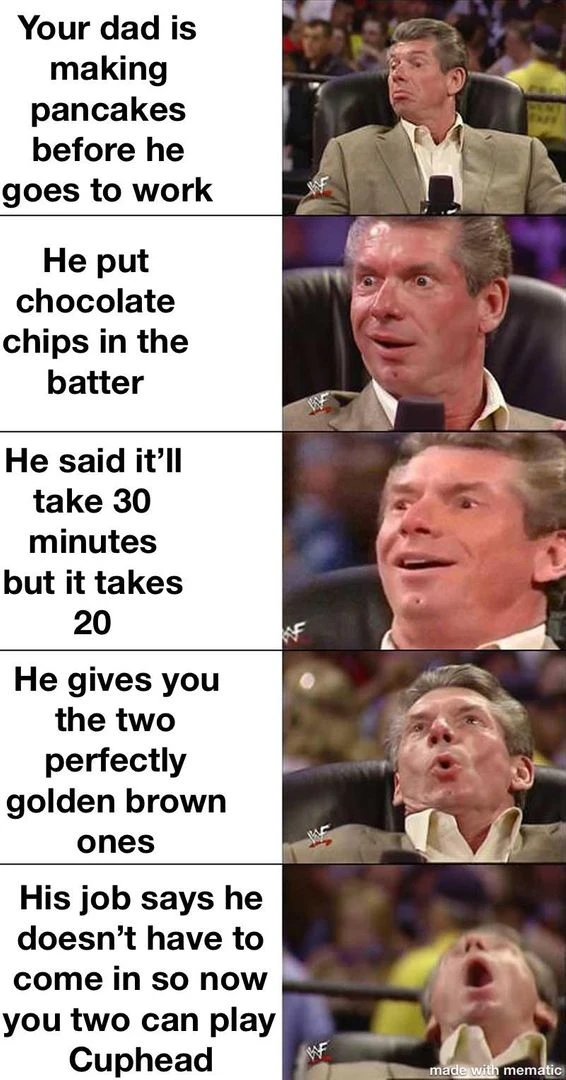 Your dad is
making
pancakes
before he
goes to work
He put
chocolate
chips in the
batter
He said it’ll
take 30
minutes
but it takes
20
He gives you
the two
perfectly
golden brown
ones
His job says he
doesn’t have to
come in so now
you two can play
Cuphead
made with mematic